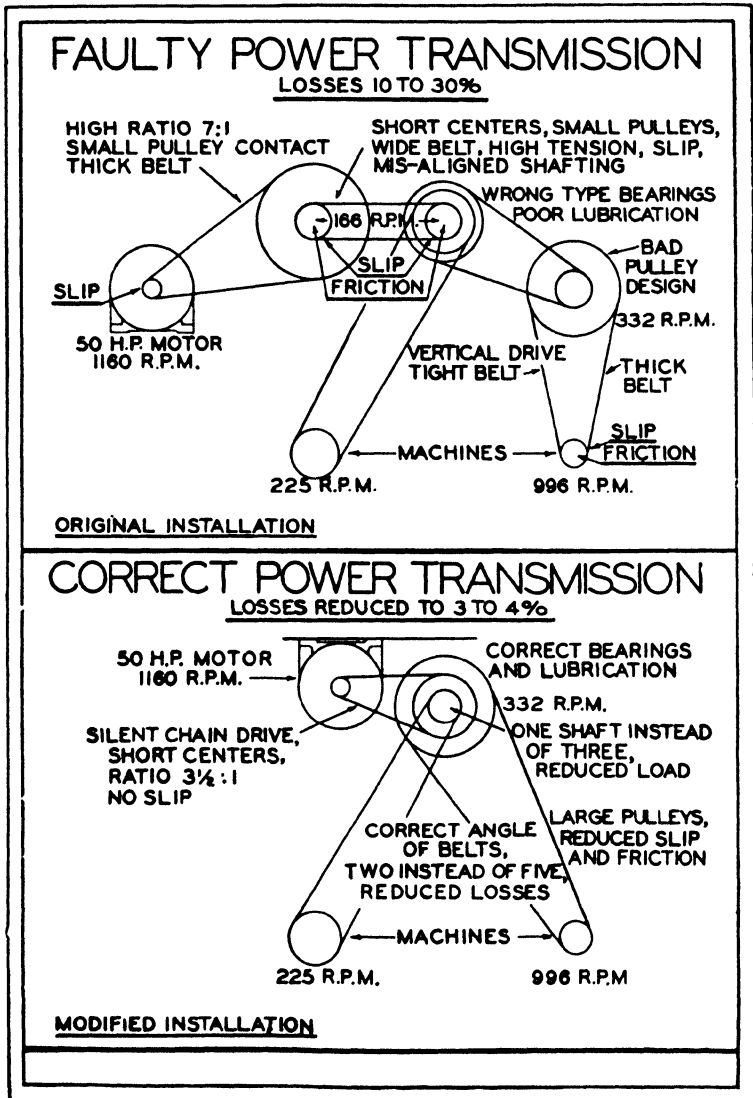 FAULTY POWER TRANSMISSION
LOSSES 10 TO 30%
HIGH RATIO 7:1
SMALL PULLEY CONTACT
THICK BELT
SHORT CENTERS, SMALL PULLEYS,
WIDE BELT, HIGH TENSION, SLIP,
MIS-ALIGNED SHAFTING
WRONG TYPE BEARINGS
POOR LUBRICATION
166 R.P.M.
SLIP
FRICTION
BAD
PULLEY
DESIGN
SLIP
332 R.P.M.
50 H.P. MOTOR
1160 R.P.M.
VERTICAL DRIVE
TIGHT BELT
THICK
BELT
SLIP
FRICTION
MACHINES
225 R.P.M.
996 R.P.M.
ORIGINAL INSTALLATION
CORRECT POWER TRANSMISSION
LOSSES REDUCED TO 3 TO 4%
50 H.P. MOTOR
1160 R.P.M.
CORRECT BEARINGS
AND LUBRICATION
332 R.P.M.
SILENT CHAIN DRIVE,
SHORT CENTERS,
RATIO 3½:1
NO SLIP
ONE SHAFT INSTEAD
OF THREE,
REDUCED LOAD
LARGE PULLEYS,
REDUCED SLIP
AND FRICTION
CORRECT ANGLE
OF BELTS,
TWO INSTEAD OF FIVE,
REDUCED LOSSES
MACHINES
225 R.P.M.
996 R.P.M
MODIFIED INSTALLATION